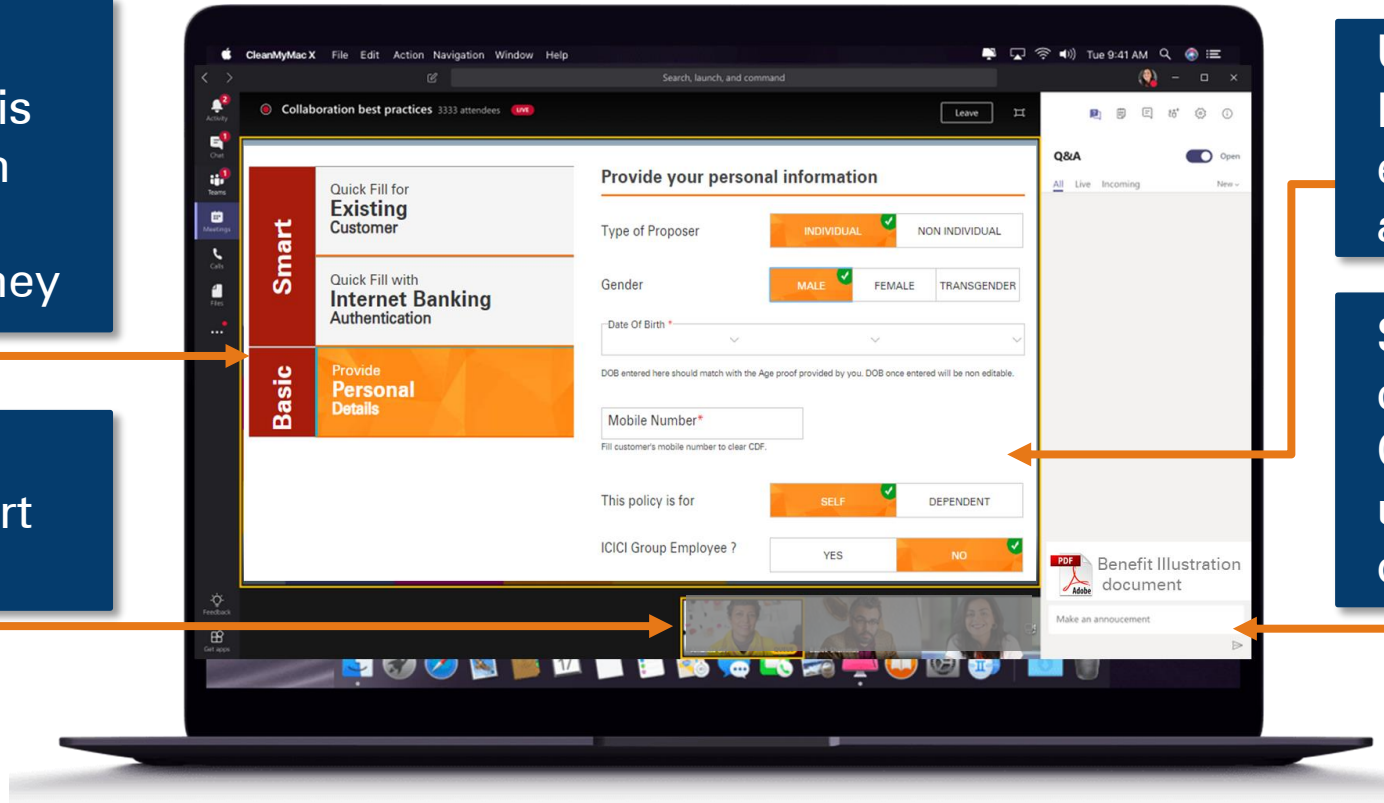 is
ney
rt
CleanMyMac X File Edit Action Navigation Window Help
Tue 9:41 AM
Search, launch, and command
Activity
Chat
Teams
Meetings
Calls
Files
Feedback
Get apps
Collaboration best practices 3333 attendees LIVE
Leave
Smart
Quick Fill for
Existing
Customer
Quick Fill with
Internet Banking
Authentication
Basic
Provide
Personal
Details
Provide your personal information
Type of Proposer INDIVIDUAL NON INDIVIDUAL
Gender MALE FEMALE TRANSGENDER
Date Of Birth *
DOB entered here should match with the Age proof provided by you. DOB once entered will be non editable.
Mobile Number*
Fill customer's mobile number to clear CDF.
This policy is for SELF DEPENDENT
ICICI Group Employee ? YES NO
Q&A Open
All Live Incoming New
PDF
Adobe
Benefit Illustration
document
Make an annoucement
17